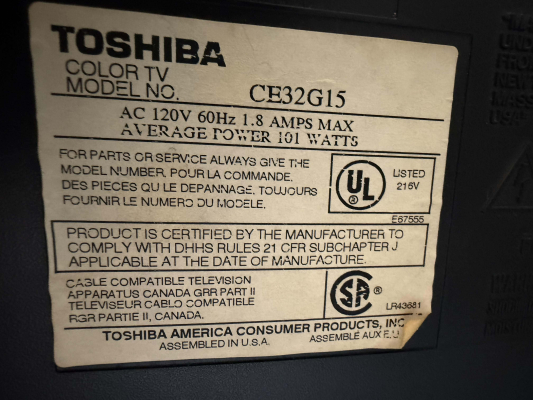 TOSHIBA
COLOR TV
MODEL NO. CE32G15
AC 120V 60Hz 1.8 AMPS MAX
AVERAGE POWER 101 WATTS
FOR PARTS OR SERVICE ALWAYS GIVE THE
MODEL NUMBER. POUR LA COMMANDE.
DES PIECES QU LE DEPANNAGE. TOUJOURS
FOURNIR LE NUMERO DU MODELE.
UL
LISTED
216V
E67555
PRODUCT IS CERTIFIED BY THE MANUFACTURER TO
COMPLY WITH DHHS RULES 21 CFR SUBCHAPTER J
APPLICABLE AT THE DATE OF MANUFACTURE.
CABLE COMPATIBLE TELEVISION
APPARATUS CANADA GRR PART II
TELEVISEUR CABLO COMPATIBLE
RGR PARTIE II, CANADA.
SA ®
LR43681
TOSHIBA AMERICA CONSUMER PRODUCTS, INC
ASSEMBLED IN U.S.A. ASSEMBLÉ AUX E.U